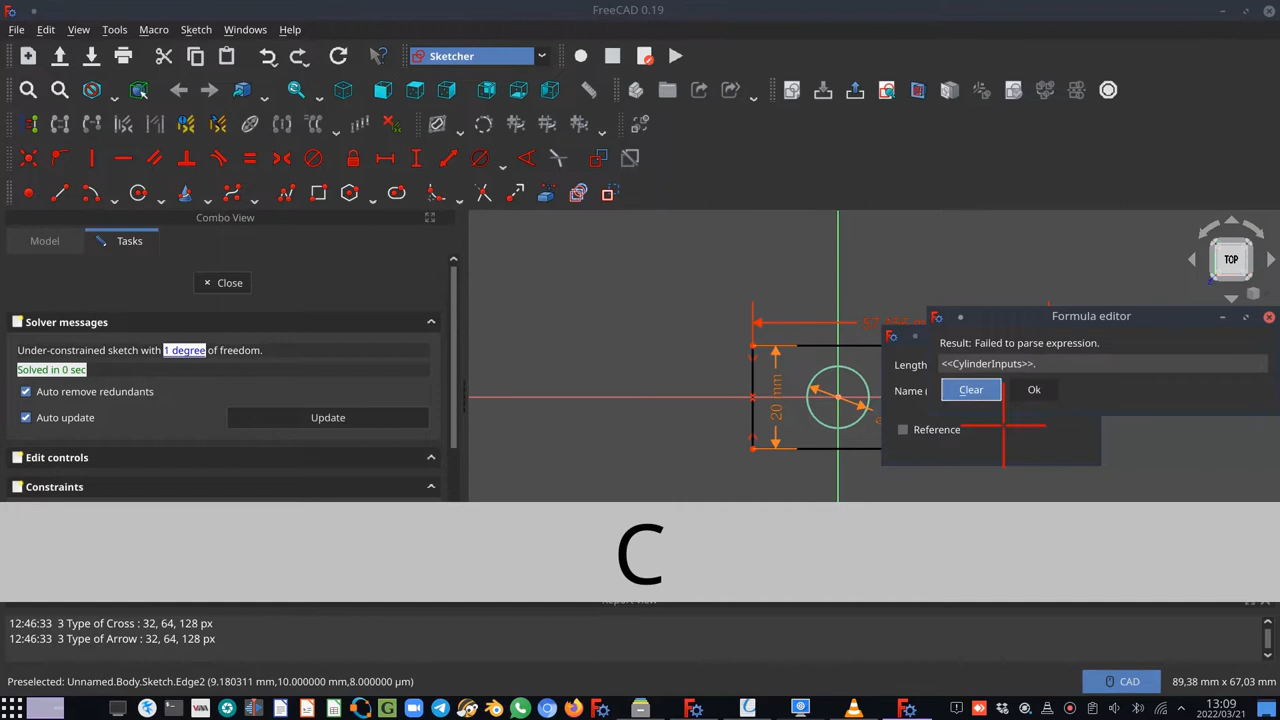 FreeCAD 0.19
File Edit View Tools Macro Sketch Windows Help
Sketcher
Combo View
Model Tasks
Close
TOP
Solver messages
Under-constrained sketch with 1 degree of freedom.
Solved in 0 sec
Auto remove redundants
Auto update
Update
Edit controls
Constraints
20 mm
Formula editor
Result: Failed to parse expression.
Length
<<CylinderInputs>>.
Name (
Clear Ok
Reference
C
12:46:33 3 Type of Cross : 32, 64, 128 px
12:46:33 3 Type of Arrow : 32, 64, 128 px
Preselected: Unnamed.Body.Sketch.Edge2 (9.180311 mm,10.000000 mm,8.000000 µm)
CAD
89,38 mm x 67,03 mm
13:09
2022/03/21